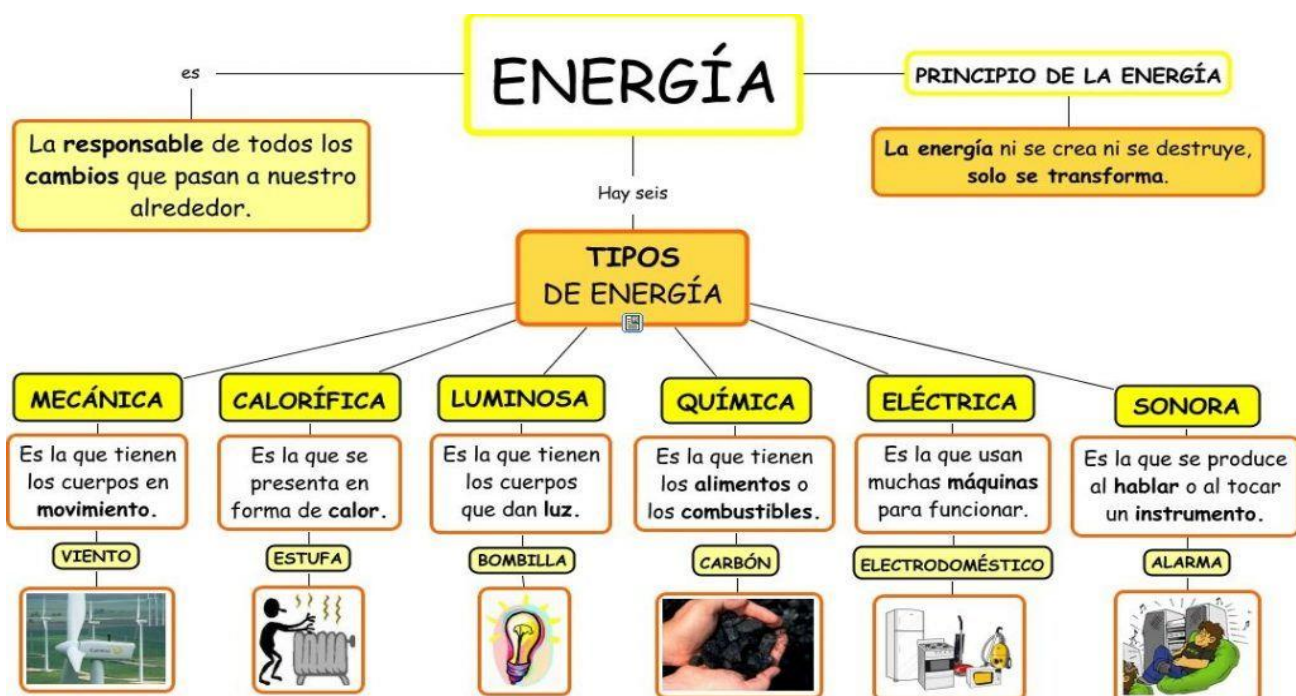 ENERGÍA
es
La responsable de todos los
cambios que pasan a nuestro
alrededor.
PRINCIPIO DE LA ENERGÍA
La energía ni se crea ni se destruye,
solo se transforma.
Hay seis
TIPOS
DE ENERGÍA
MECÁNICA
Es la que tienen
los cuerpos en
movimiento.
VIENTO
CALORÍFICA
Es la que se
presenta en
forma de calor.
ESTUFA
LUMINOSA
Es la que tienen
los cuerpos
que dan luz.
BOMBILLA
QUÍMICA
Es la que tienen
los alimentos o
los combustibles.
CARBÓN
ELÉCTRICA
Es la que usan
muchas máquinas
para funcionar.
ELECTRODOMÉSTICO
SONORA
Es la que se produce
al hablar o al tocar
un instrumento.
ALARMA